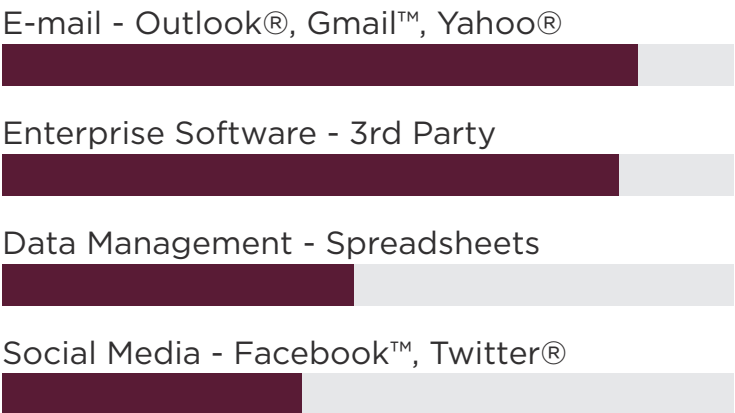 E-mail - Outlook®, Gmail™, Yahoo®
Enterprise Software - 3rd Party
Data Management - Spreadsheets
Social Media - Facebook™, Twitter®